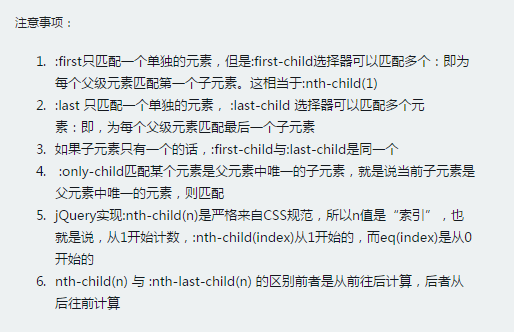 注意事项：
1. :first只匹配一个单独的元素，但是:first-child选择器可以匹配多个：即为
每个父级元素匹配第一个子元素。这相当于:nth-child(1)
2. :last 只匹配一个单独的元素， :last-child 选择器可以匹配多个元
素：即，为每个父级元素匹配最后一个子元素
3. 如果子元素只有一个的话，:first-child与:last-child是同一个
4. :only-child匹配某个元素是父元素中唯一的子元素，就是说当前子元素是
父元素中唯一的元素，则匹配
5. jQuery实现:nth-child(n)是严格来自CSS规范，所以n值是“索引”，也
就是说，从1开始计数，:nth-child(index)从1开始的，而eq(index)是从0
开始的
6. nth-child(n) 与 :nth-last-child(n) 的区别前者是从前往后计算，后者从
后往前计算